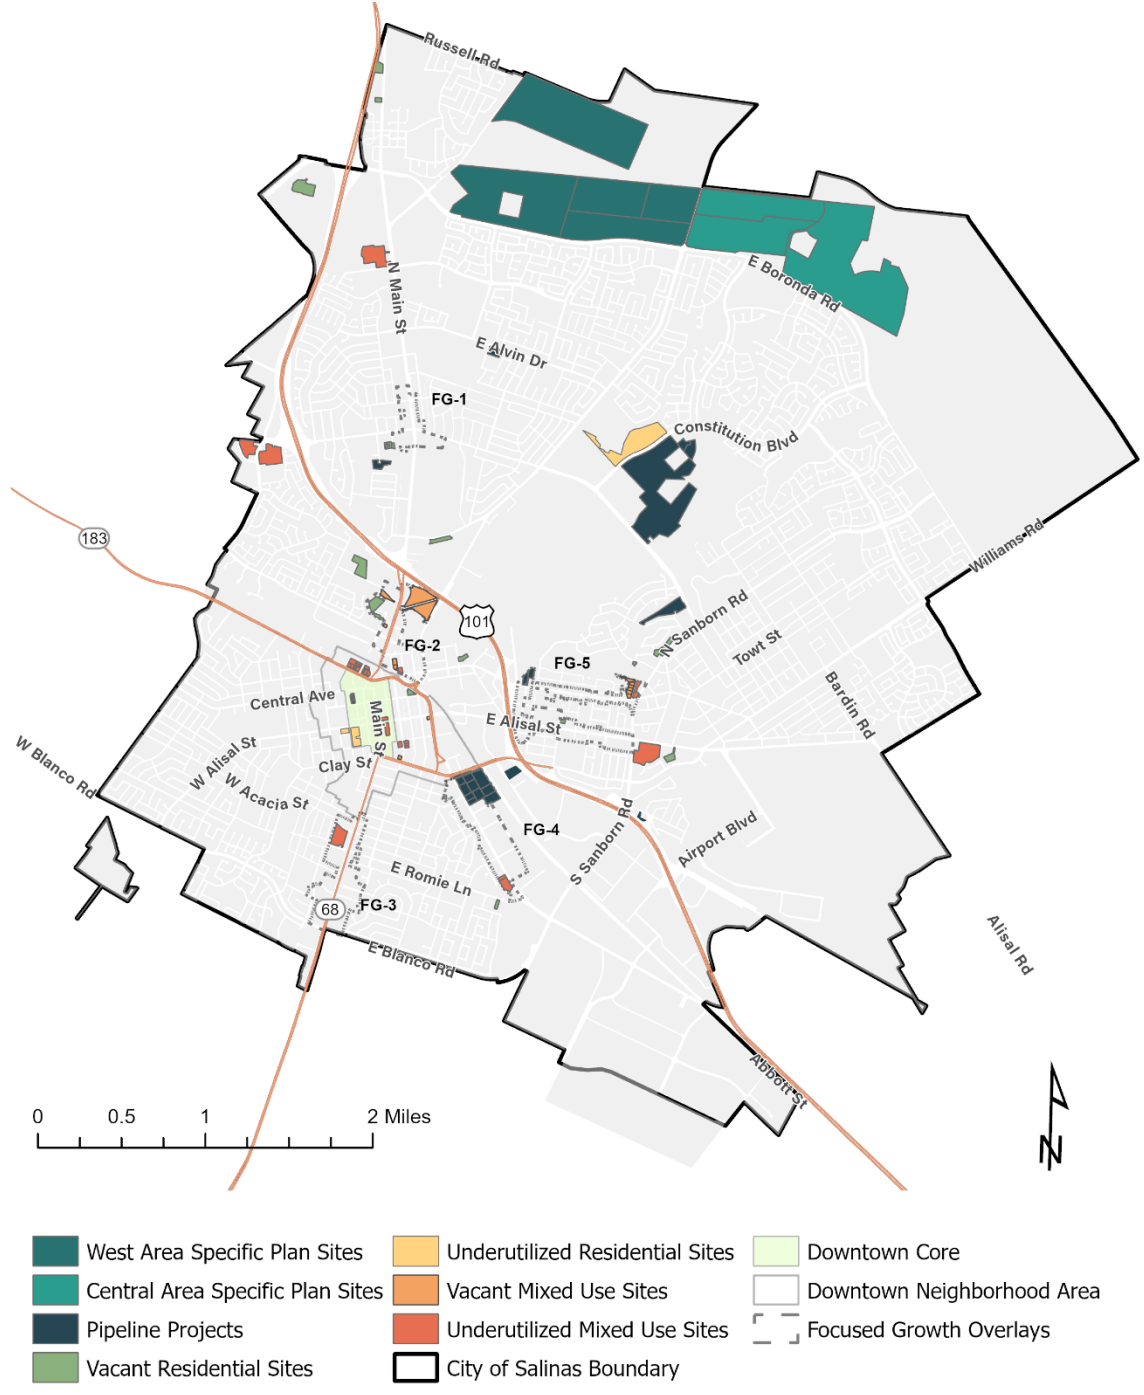 Russell Rd
E Boronda Rd
N Main St
E Alvin Dr
FG-1
Constitution Blvd
183
Williams Rd
101
N Sanborn Rd
Towt St
FG-2
FG-5
Bardin Rd
Central Ave
Main St
E Alisal St
W Alisal St
Clay St
W Blanco Rd
W Acacia St
FG-4
S Sanborn Rd
Airport Blvd
E Romie Ln
68
FG-3
E Blanco Rd
Alisal Rd
Abbott St
0 0.5 1 2 Miles
N
West Area Specific Plan Sites
Central Area Specific Plan Sites
Pipeline Projects
Vacant Residential Sites
Underutilized Residential Sites
Vacant Mixed Use Sites
Underutilized Mixed Use Sites
City of Salinas Boundary
Downtown Core
Downtown Neighborhood Area
Focused Growth Overlays